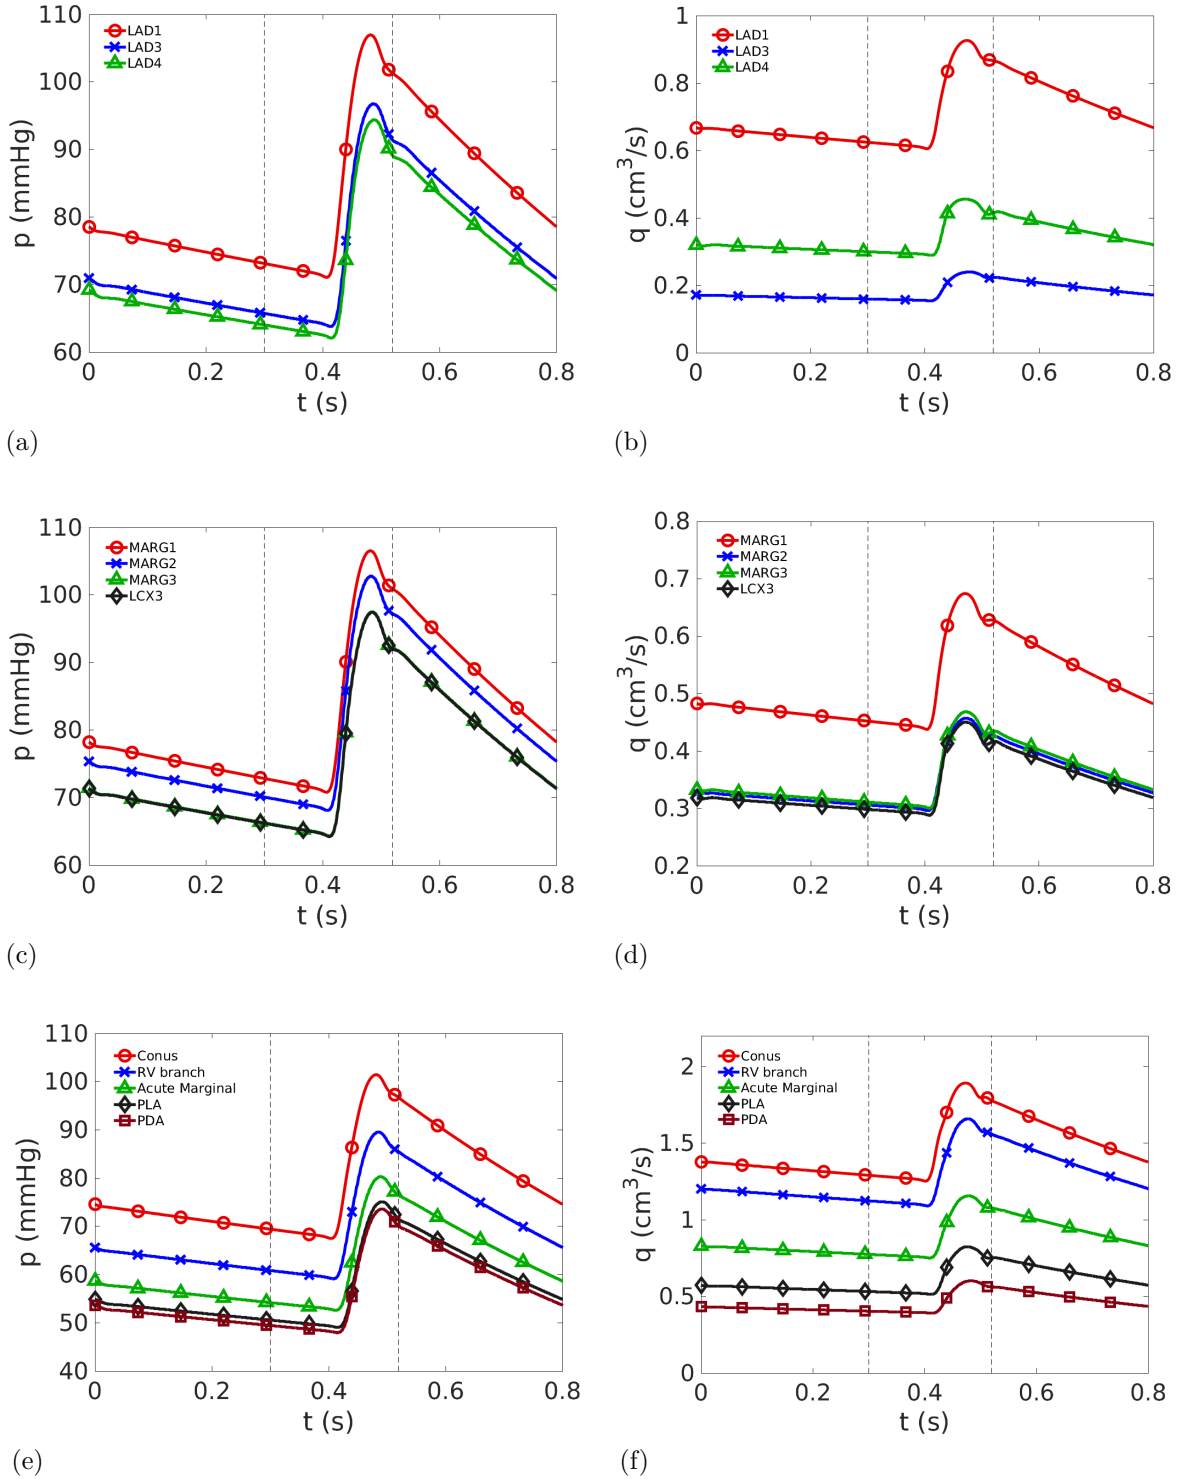 LAD1
LAD3
LAD4
p (mmHg)
110
100
90
80
70
60
0 0.2 0.4 0.6 0.8
t (s)
(a)
LAD1
LAD3
LAD4
q (cm³/s)
1
0.8
0.6
0.4
0.2
0
0 0.2 0.4 0.6 0.8
t (s)
(b)
MARG1
MARG2
MARG3
LCX3
p (mmHg)
110
100
90
80
70
60
0 0.2 0.4 0.6 0.8
t (s)
(c)
MARG1
MARG2
MARG3
LCX3
q (cm³/s)
0.8
0.7
0.6
0.5
0.4
0.3
0.2
0 0.2 0.4 0.6 0.8
t (s)
(d)
Conus
RV branch
Acute Marginal
PLA
PDA
p (mmHg)
110
100
90
80
70
60
50
40
0 0.2 0.4 0.6 0.8
t (s)
(e)
Conus
RV branch
Acute Marginal
PLA
PDA
q (cm³/s)
2
1.5
1
0.5
0
0 0.2 0.4 0.6 0.8
t (s)
(f)